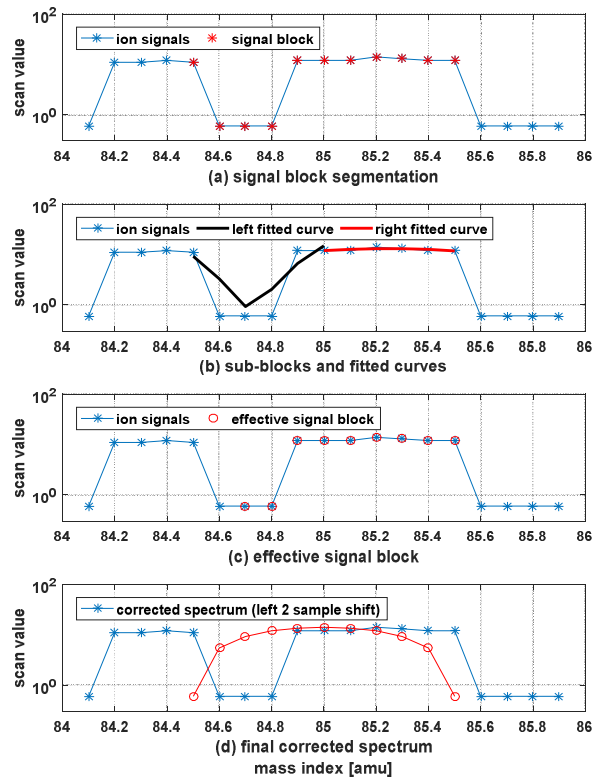 10^2
ion signals signal block
scan value
10^0
84 84.2 84.4 84.6 84.8 85 85.2 85.4 85.6 85.8 86
(a) signal block segmentation
10^2
ion signals left fitted curve right fitted curve
scan value
10^0
84 84.2 84.4 84.6 84.8 85 85.2 85.4 85.6 85.8 86
(b) sub-blocks and fitted curves
10^2
ion signals effective signal block
scan value
10^0
84 84.2 84.4 84.6 84.8 85 85.2 85.4 85.6 85.8 86
(c) effective signal block
10^2
corrected spectrum (left 2 sample shift)
scan value
10^0
84 84.2 84.4 84.6 84.8 85 85.2 85.4 85.6 85.8 86
(d) final corrected spectrum
mass index [amu]